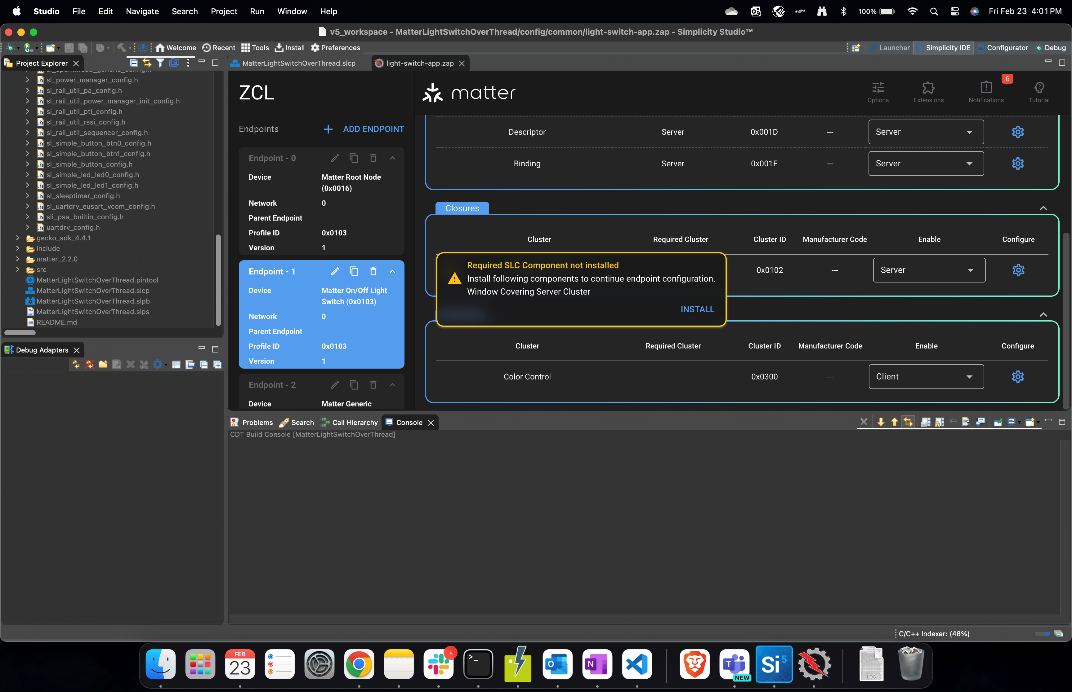 Studio File Edit Navigate Search Project Run Window Help
100% Fri Feb 23 4:01 PM
v5_workspace - MatterLightSwitchOverThread/config/common/light-switch-app.zap - Simplicity Studio™
Welcome Recent Tools Install Preferences
Launcher Simplicity IDE Configurator Debug
Project Explorer
sl_power_manager_config.h
sl_rail_util_pa_config.h
sl_rail_util_power_manager_init_config.h
sl_rail_util_pti_config.h
sl_rail_util_rssi_config.h
sl_rail_util_sequencer_config.h
sl_simple_button_btn0_config.h
sl_simple_button_btn1_config.h
sl_simple_button_config.h
sl_simple_led_led0_config.h
sl_simple_led_led1_config.h
sl_sleeptimer_config.h
sl_uartdrv_eusart_vcom_config.h
sli_psa_builtin_config.h
uartdrv_config.h
gecko_sdk_4.4.1
include
matter_2.2.0
src
MatterLightSwitchOverThread.pintool
MatterLightSwitchOverThread.slcp
MatterLightSwitchOverThread.slpb
MatterLightSwitchOverThread.slps
README.md
Debug Adapters
MatterLightSwitchOverThread.slcp
light-switch-app.zap
ZCL
matter
Options
Extensions
6
Notifications
Tutorial
Endpoints
ADD ENDPOINT
Endpoint - 0
Device Matter Root Node (0x0016)
Network 0
Parent Endpoint
Profile ID 0x0103
Version 1
Endpoint - 1
Device Matter On/Off Light
Switch (0x0103)
Network 0
Parent Endpoint
Profile ID 0x0103
Version 1
Endpoint - 2
Device Matter Generic
Descriptor Server 0x001D — Server
Binding Server 0x001E — Server
Closures
Cluster Required Cluster Cluster ID Manufacturer Code Enable Configure
0x0102 — Server
Required SLC Component not installed
Install following components to continue endpoint configuration.
Window Covering Server Cluster
INSTALL
Cluster Required Cluster Cluster ID Manufacturer Code Enable Configure
Color Control 0x0300 — Client
Problems Search Call Hierarchy Console
CDT Build Console [MatterLightSwitchOverThread]
C/C++ Indexer: (48%)
FEB
23
Si 5
NEW